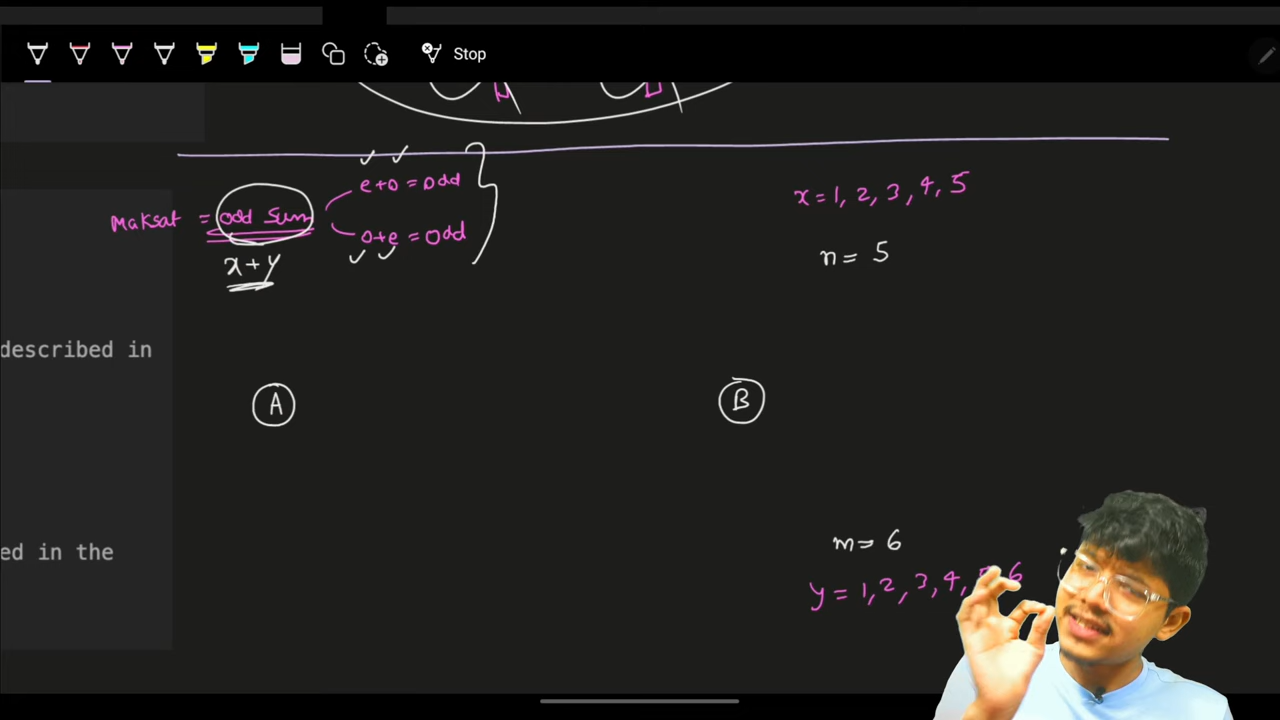 Stop
e+o = odd
Maksat = odd sum
o+e = odd
x+y
x = 1, 2, 3, 4, 5
n = 5
described in
A
B
m = 6
ed in the
y = 1, 2, 3, 4, 5, 6